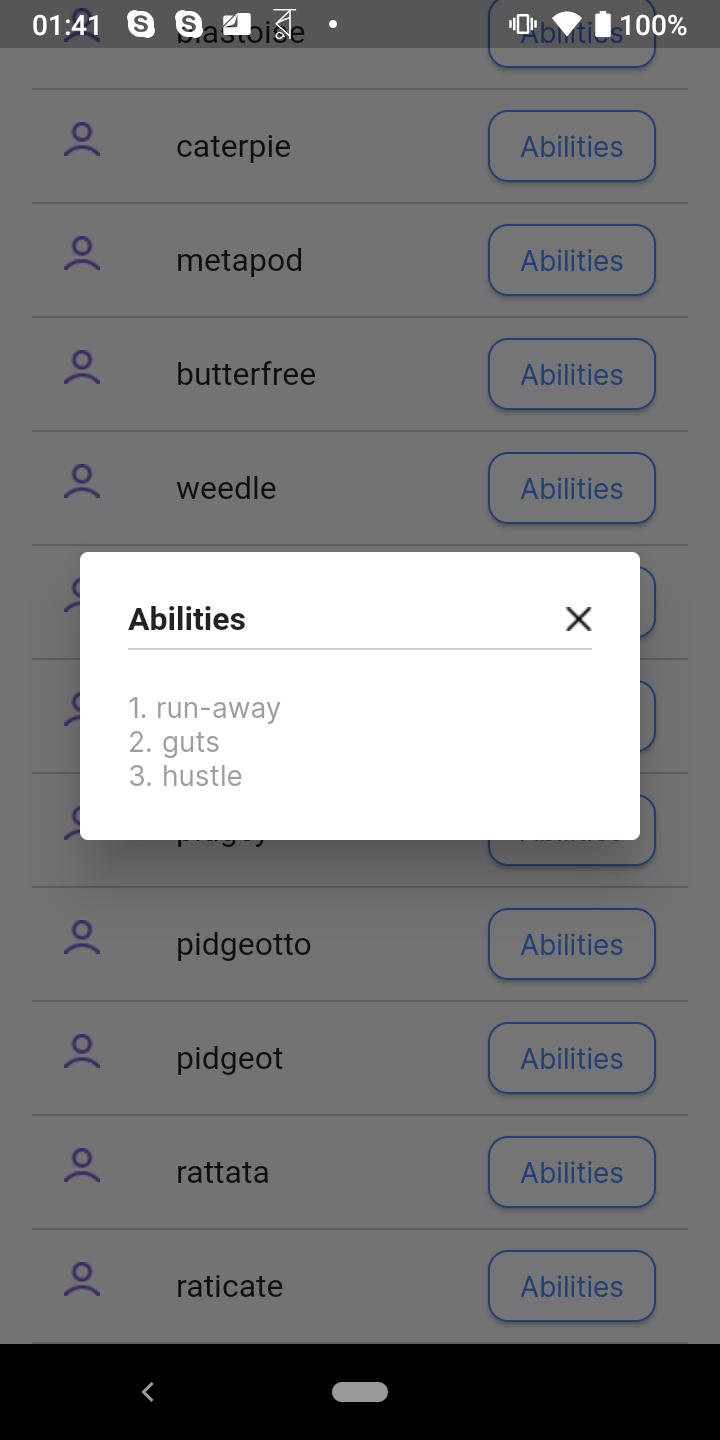 01:41
100%
blastoise
Abilities
caterpie
Abilities
metapod
Abilities
butterfree
Abilities
weedle
Abilities
Abilities
1. run-away
2. guts
3. hustle
pidgeotto
Abilities
pidgeot
Abilities
rattata
Abilities
raticate
Abilities